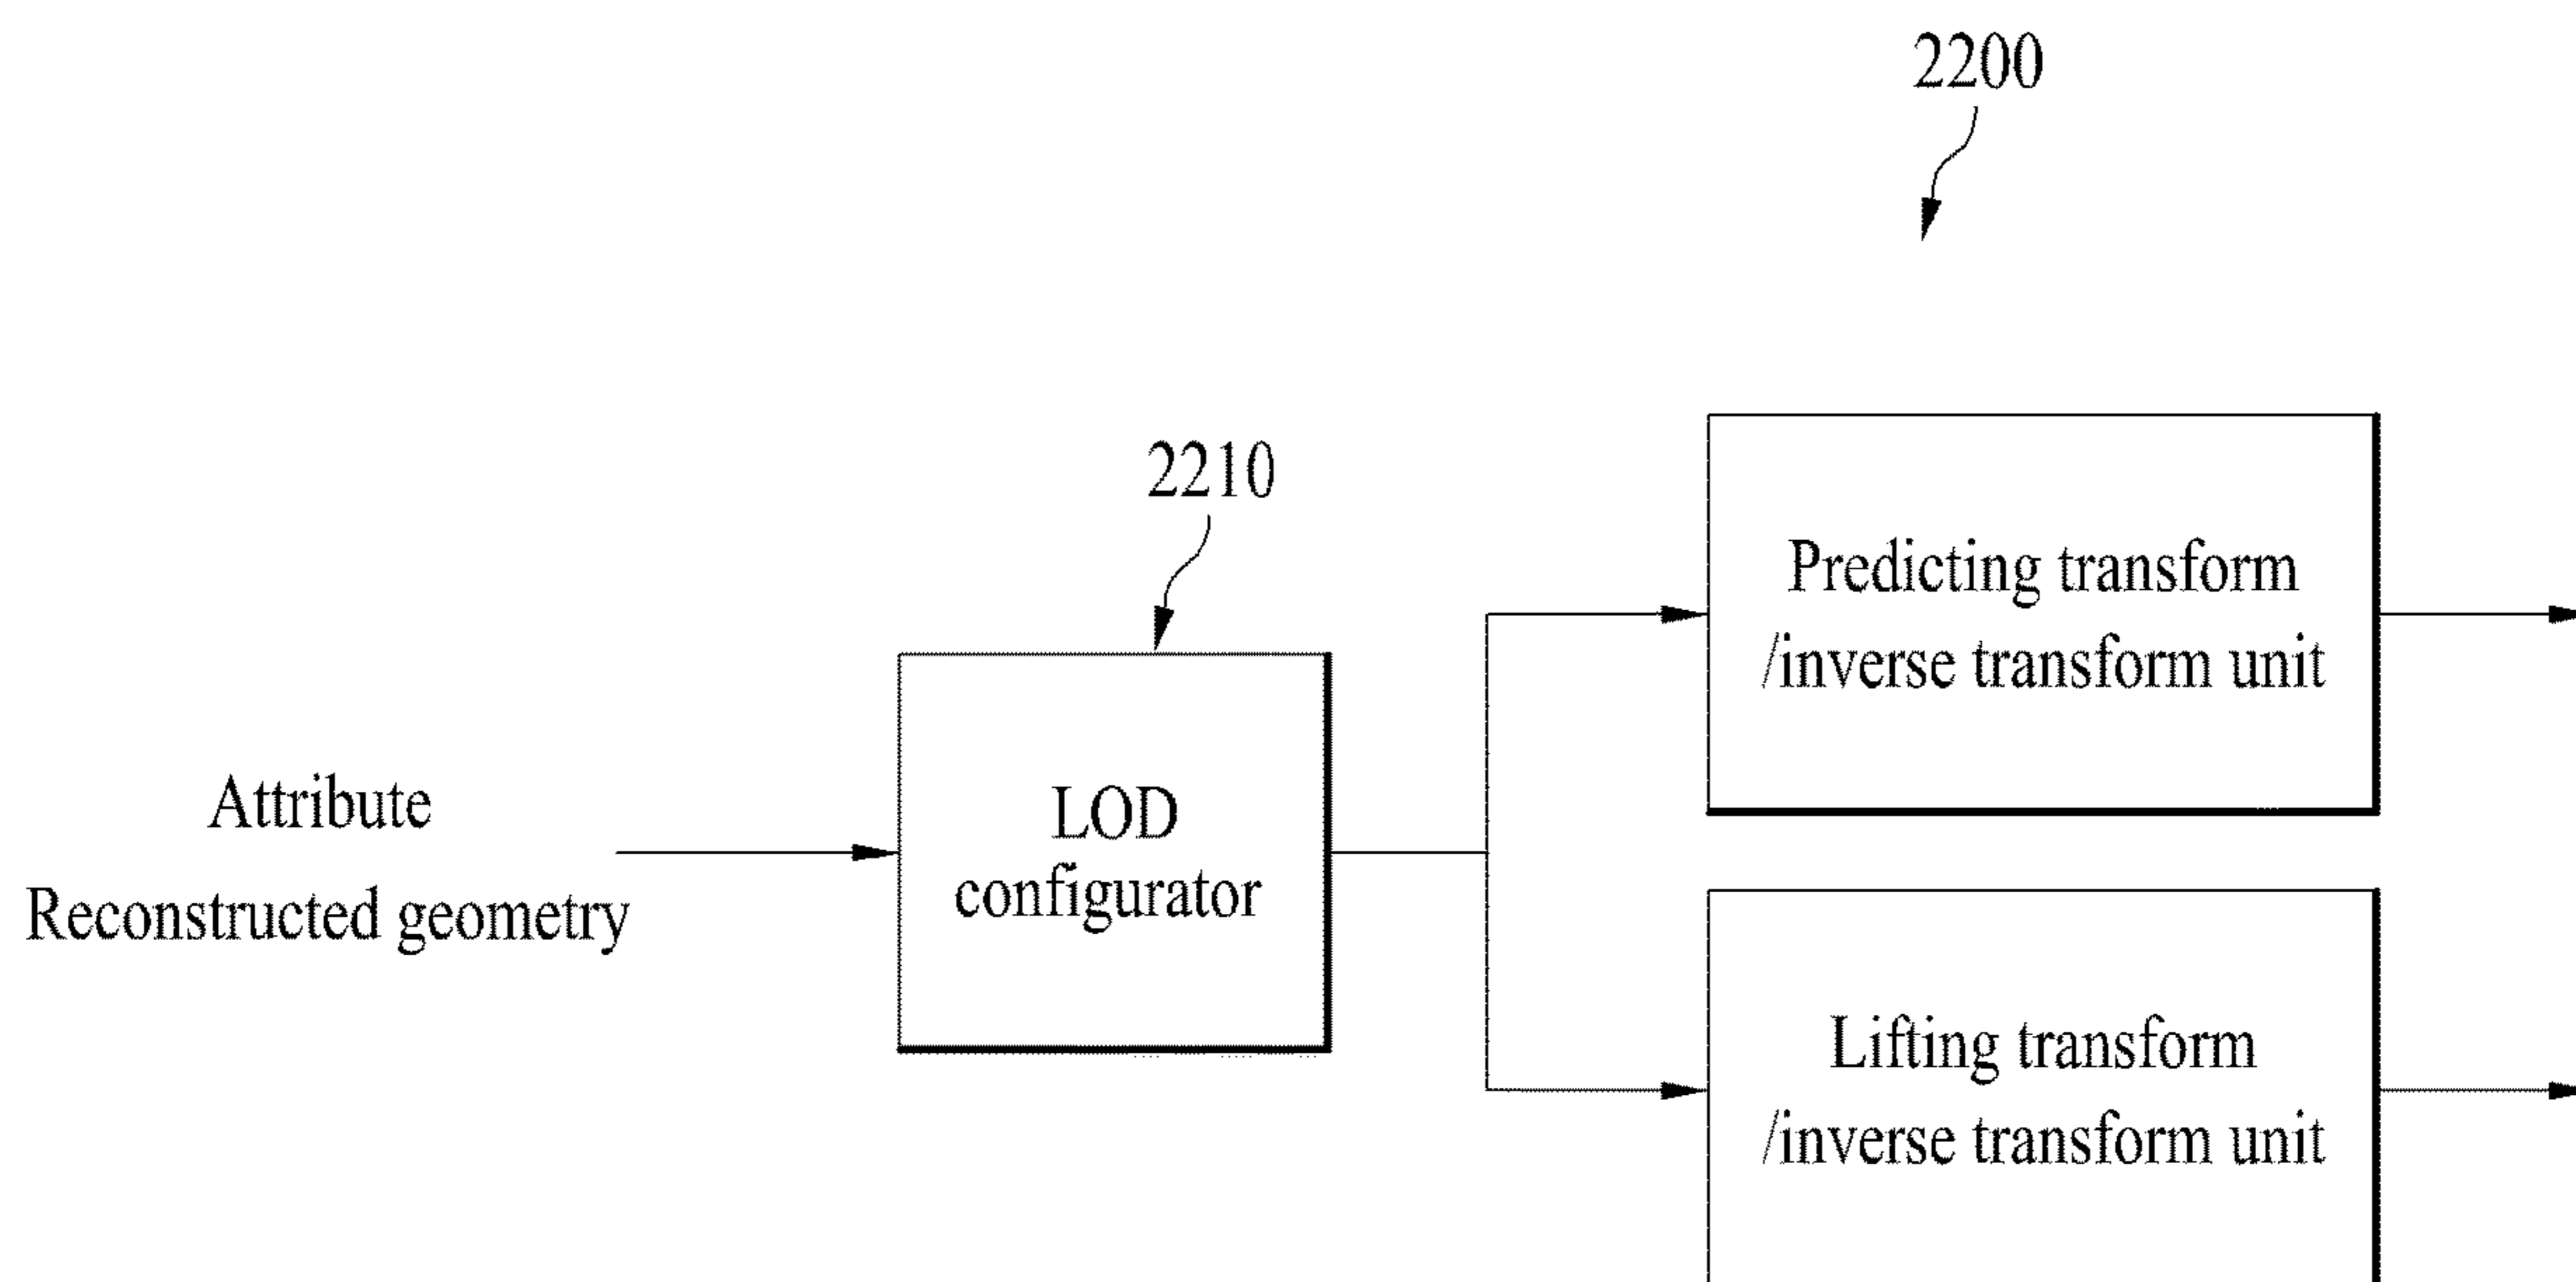 2200
2210
Predicting transform
/inverse transform unit
Attribute
Reconstructed geometry
LOD
configurator
Lifting transform
/inverse transform unit